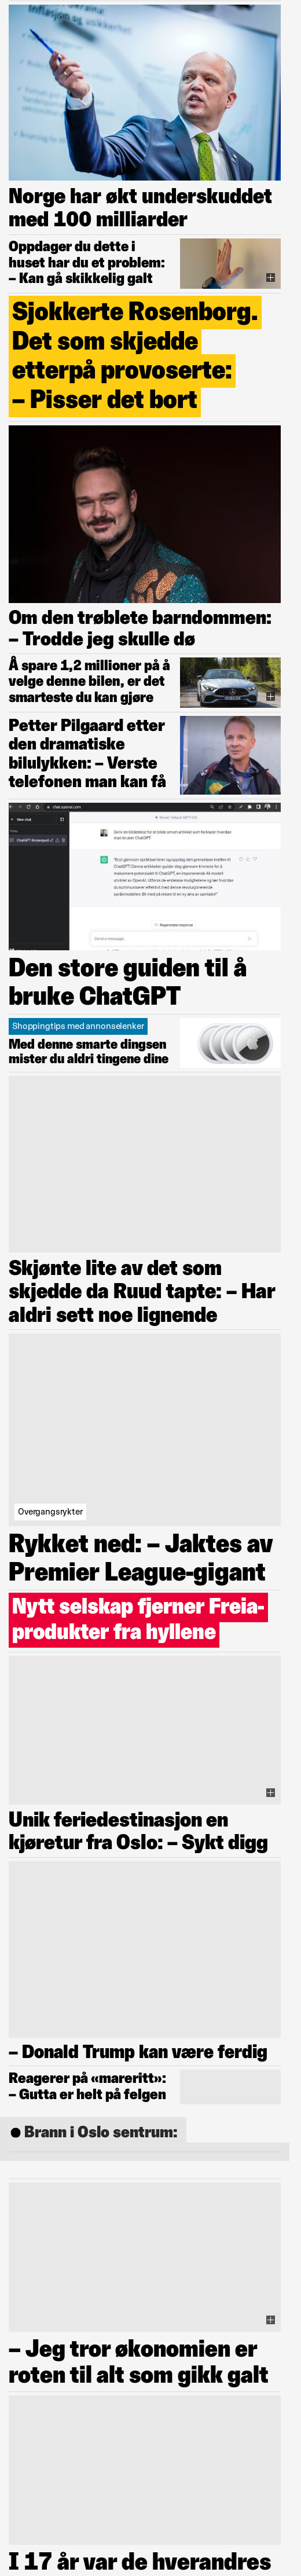 Norge har økt underskuddet
med 100 milliarder
Oppdager du dette i
huset har du et problem:
– Kan gå skikkelig galt
Sjokkerte Rosenborg.
Det som skjedde
etterpå provoserte:
– Pisser det bort
Om den trøblete barndommen:
– Trodde jeg skulle dø
Å spare 1,2 millioner på å
velge denne bilen, er det
smarteste du kan gjøre
Petter Pilgaard etter
den dramatiske
bilulykken: – Verste
telefonen man kan få
New chat
Send a message.
Regenerate response
Den store guiden til å
bruke ChatGPT
Shoppingtips med annonselenker
Med denne smarte dingsen
mister du aldri tingene dine
Skjønte lite av det som
skjedde da Ruud tapte: – Har
aldri sett noe lignende
Overgangsrykter
Rykket ned: – Jaktes av
Premier League-gigant
Nytt selskap fjerner Freia-
produkter fra hyllene
Unik feriedestinasjon en
kjøretur fra Oslo: – Sykt digg
– Donald Trump kan være ferdig
Reagerer på «mareritt»:
– Gutta er helt på felgen
Brann i Oslo sentrum:
– Jeg tror økonomien er
roten til alt som gikk galt
I 17 år var de hverandres